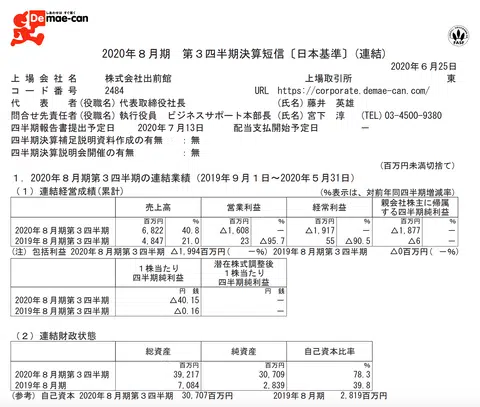 しあわせは すぐ届く
Demae-can
FASF
2020年8月期 第3四半期決算短信〔日本基準〕(連結)
2020年6月25日
上場会社名 株式会社出前館 上場取引所 東
コード番号 2484 URL https://corporate.demae-can.com/
代表者 (役職名) 代表取締役社長 (氏名) 藤井 英雄
問合せ先責任者 (役職名) 執行役員 ビジネスサポート本部長 (氏名) 宮下 淳 (TEL) 03-4500-9380
四半期報告書提出予定日 2020年7月13日 配当支払開始予定日 ―
四半期決算補足説明資料作成の有無 : 無
四半期決算説明会開催の有無 : 無
(百万円未満切捨て)
1. 2020年8月期第3四半期の連結業績(2019年9月1日~2020年5月31日)
(1) 連結経営成績(累計) (%表示は、対前年同四半期増減率)
売上高 営業利益 経常利益 親会社株主に帰属する四半期純利益
百万円 % 百万円 % 百万円 % 百万円 %
2020年8月期第3四半期 6,822 40.8 △1,608 ― △1,917 ― △1,877 ―
2019年8月期第3四半期 4,847 21.0 23 △95.7 55 △90.5 △6 ―
(注) 包括利益 2020年8月期第3四半期 △1,994百万円( ―%) 2019年8月期第3四半期 △0百万円( ―%)
1株当たり四半期純利益 潜在株式調整後1株当たり四半期純利益
円 銭 円 銭
2020年8月期第3四半期 △40.15 ―
2019年8月期第3四半期 △0.16 ―
(2) 連結財政状態
総資産 純資産 自己資本比率
百万円 百万円 %
2020年8月期第3四半期 39,217 30,709 78.3
2019年8月期 7,084 2,839 39.8
(参考) 自己資本 2020年8月期第3四半期 30,707百万円 2019年8月期 2,819百万円